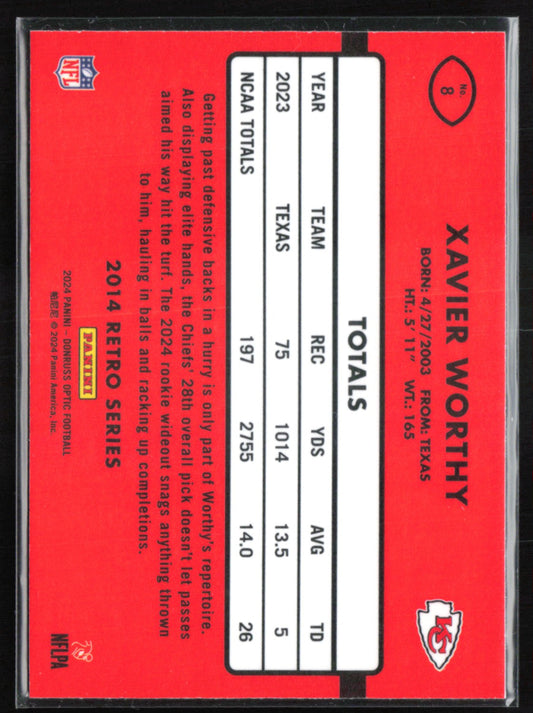 No.
8
XAVIER WORTHY
BORN: 4/27/2003 FROM: TEXAS
HT.: 5' 11" WT.: 165
KC
TOTALS
YEAR TEAM REC YDS AVG TD
2023 TEXAS 75 1014 13.5 5
NCAA TOTALS 197 2755 14.0 26
Getting past defensive backs in a hurry is only part of Worthy's repertoire.
Also displaying elite hands, the Chiefs' 28th overall pick doesn't let passes
aimed his way hit the turf. The 2024 rookie wideout snags anything thrown
to him, hauling in balls and racking up completions.
2014 RETRO SERIES
PANINI
2024 PANINI – DONRUSS OPTIC FOOTBALL
帕尼尼 © 2024 Panini America, Inc.
NFL
NFLPA